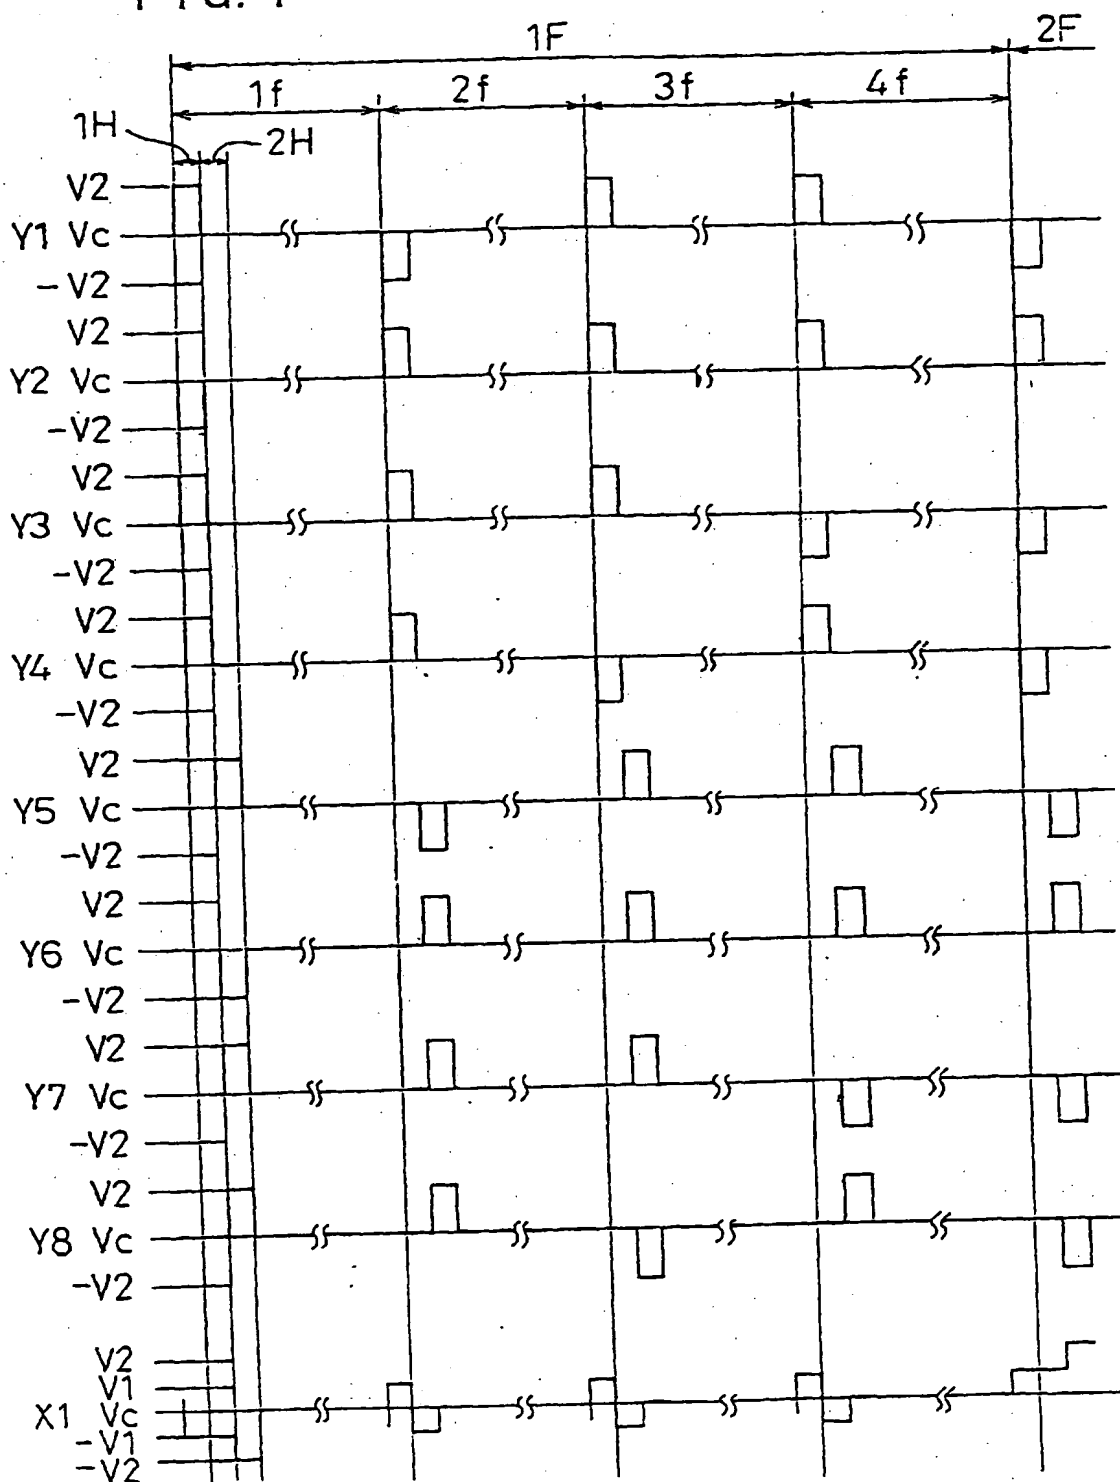 1F 2F
1f 2f 3f 4f
1H 2H
V2
Y1 Vc
-V2
V2
Y2 Vc
-V2
V2
Y3 Vc
-V2
V2
Y4 Vc
-V2
V2
Y5 Vc
-V2
V2
Y6 Vc
-V2
V2
Y7 Vc
-V2
V2
Y8 Vc
-V2
V2
V1
X1 Vc
-V1
-V2